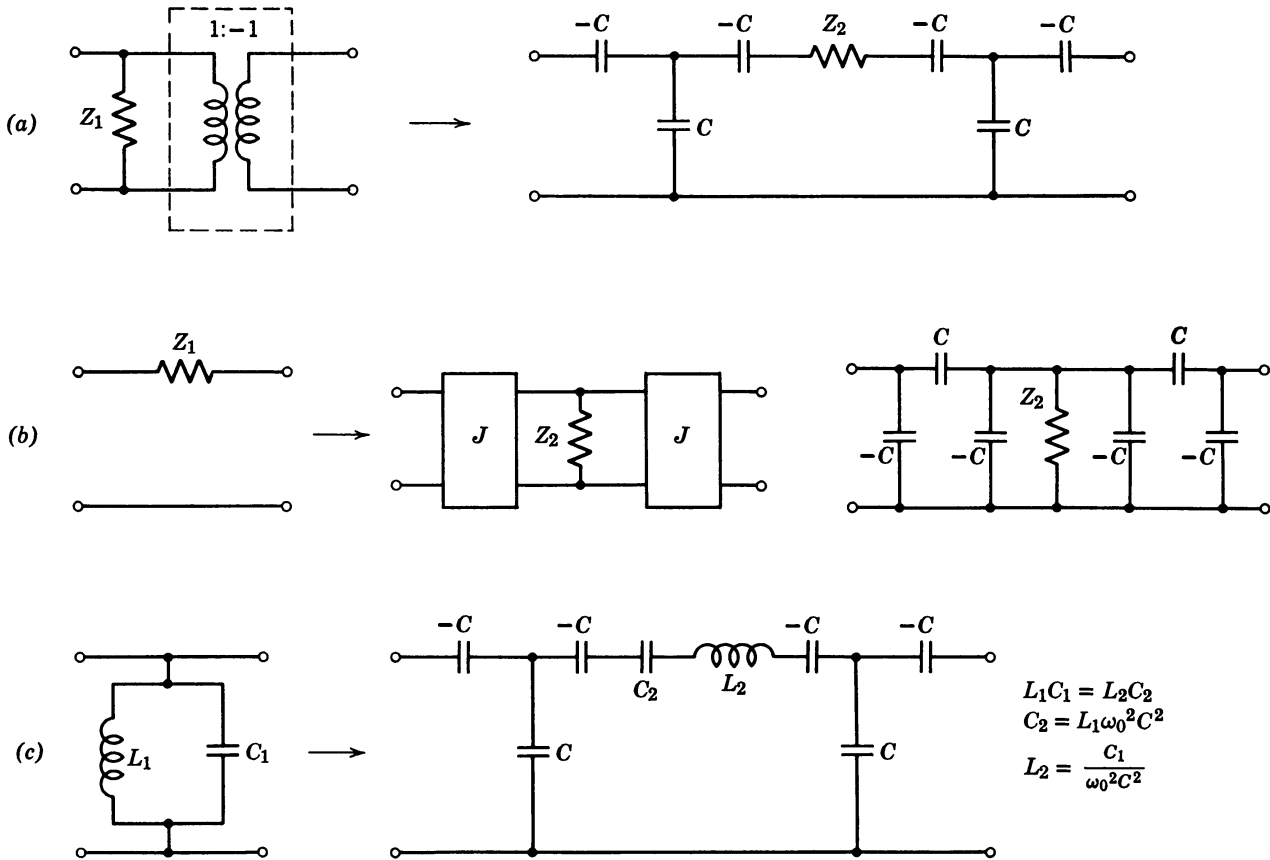 (a)
1:−1
Z₁
−C
−C
Z₂
−C
−C
C
C
(b)
Z₁
J
Z₂
J
C
C
−C
−C
Z₂
−C
−C
(c)
L₁
C₁
−C
−C
C₂
L₂
−C
−C
C
C
L₁C₁ = L₂C₂
C₂ = L₁ω₀²C²
L₂ = C₁/ω₀²C²